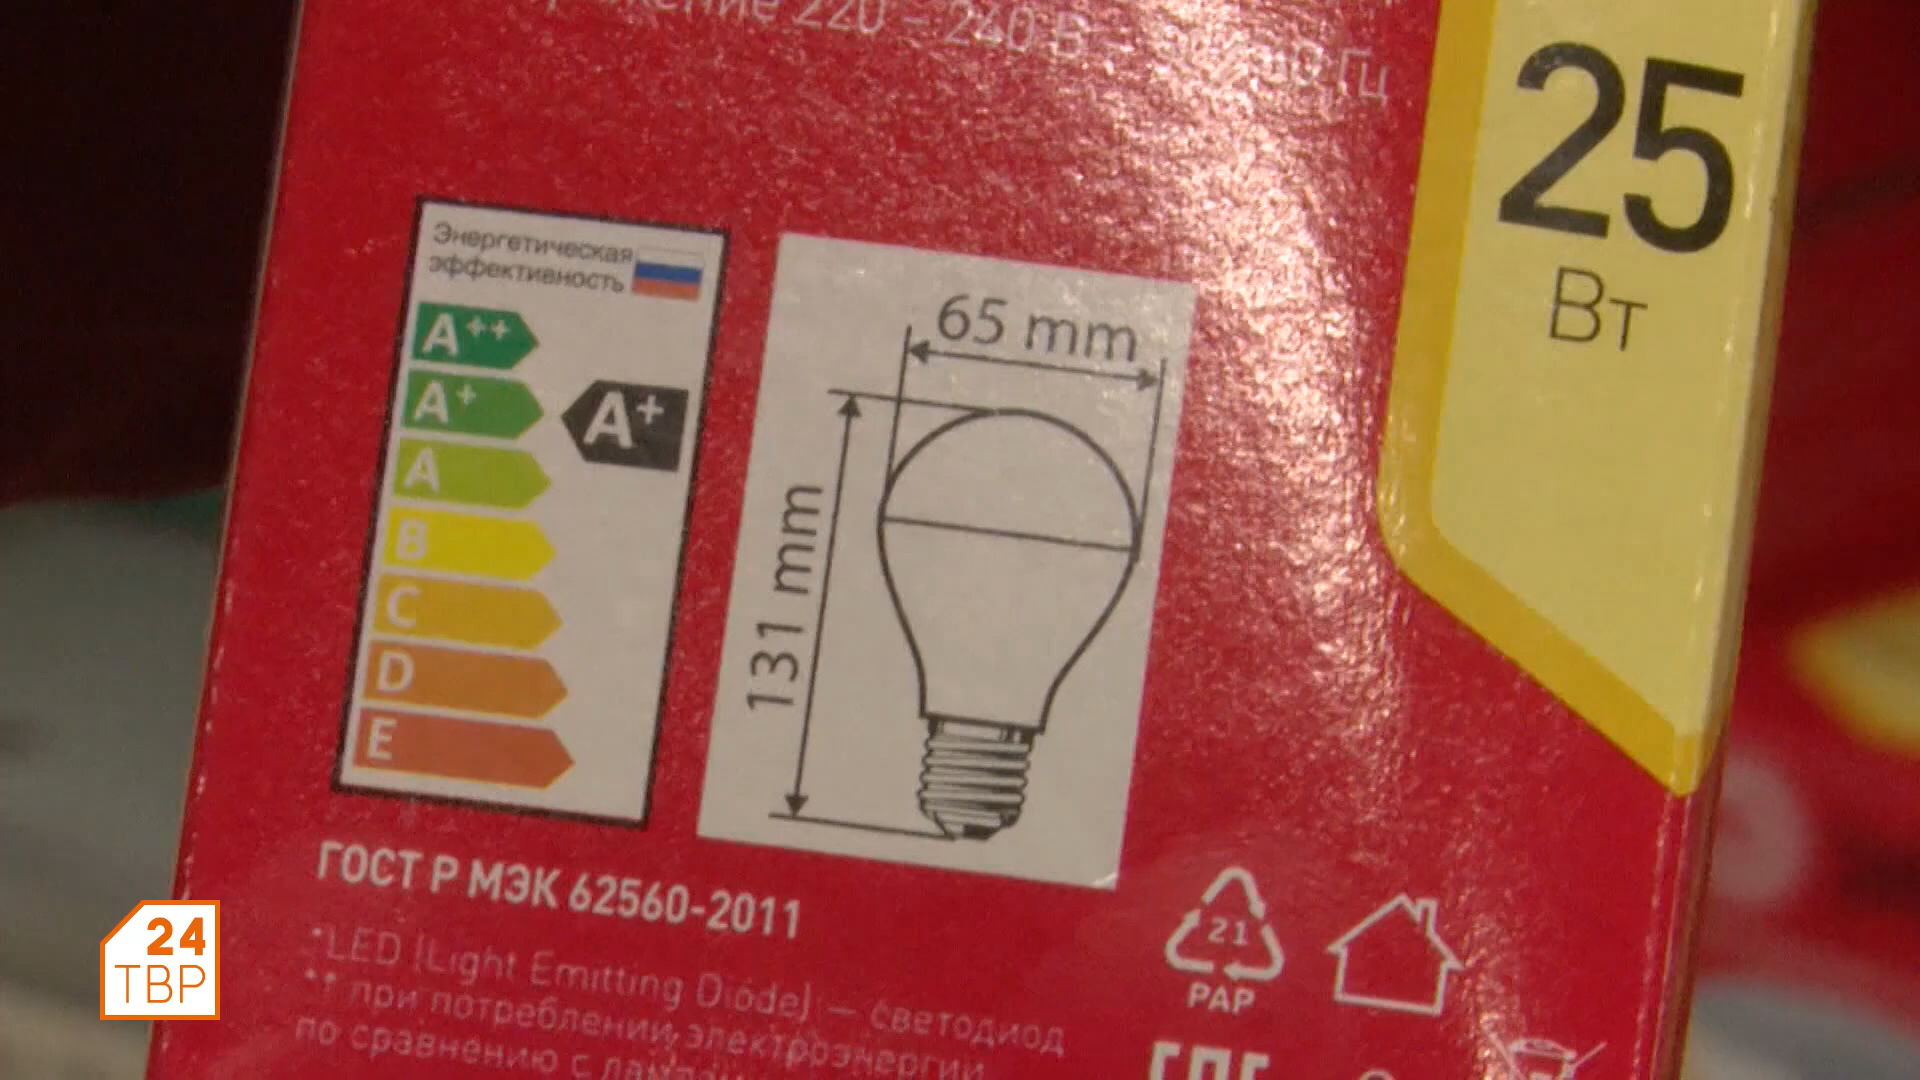 220 – 240 В
Гц
25
Вт
Энергетическая
эффективность
A++
A+
A+
A
B
C
D
E
65 mm
131 mm
ГОСТ Р МЭК 62560-2011
*LED (Light Emitting Diode) — светодиод
** при потреблении электроэнергии
по сравнению с
21
PAP
24
ТВР